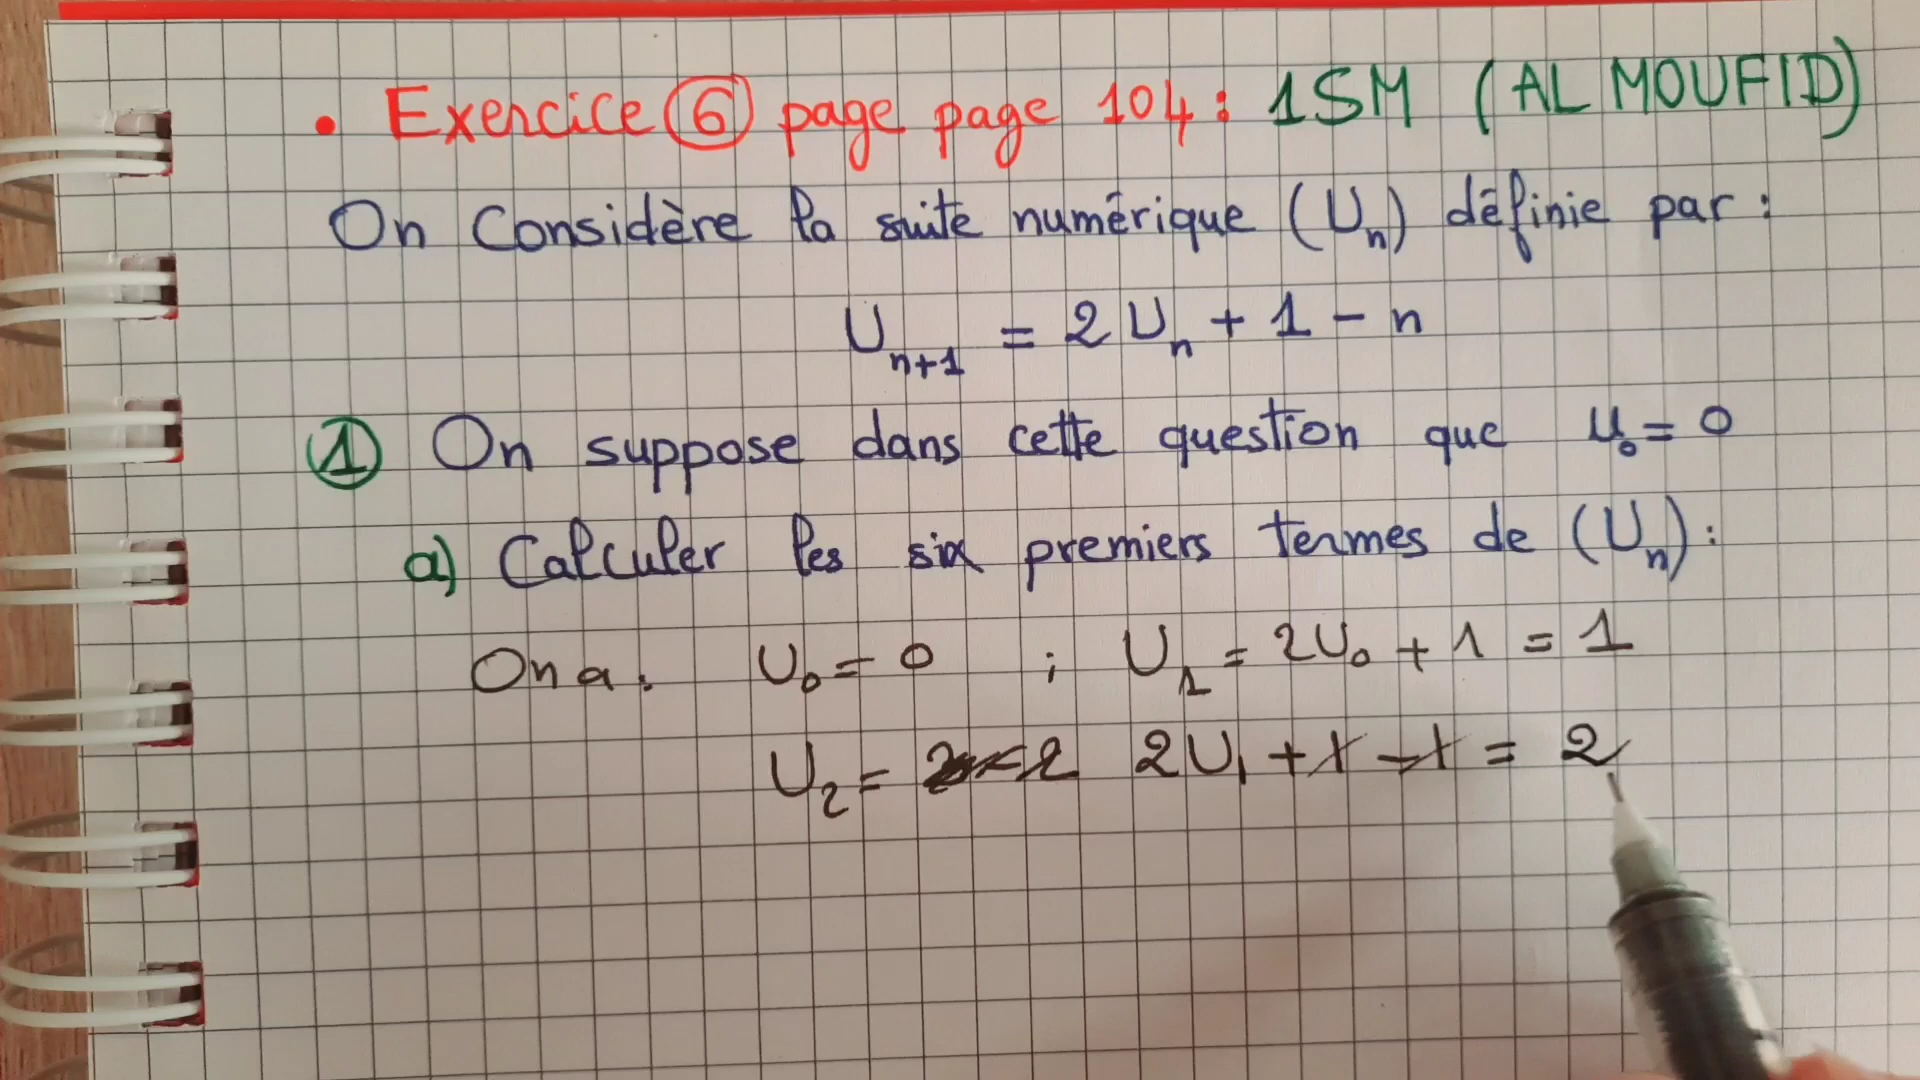 • Exercice ⑥ page page 104 : 1SM (AL MOUFID)
On Considère la suite numérique (Un) définie par :
Un+1 = 2Un + 1 - n
① On suppose dans cette question que U0 = 0
a) Calculer les six premiers termes de (Un) :
On a : U0 = 0 ; U1 = 2U0 + 1 = 1
U2 = 2U1 + 1 - 1 = 2